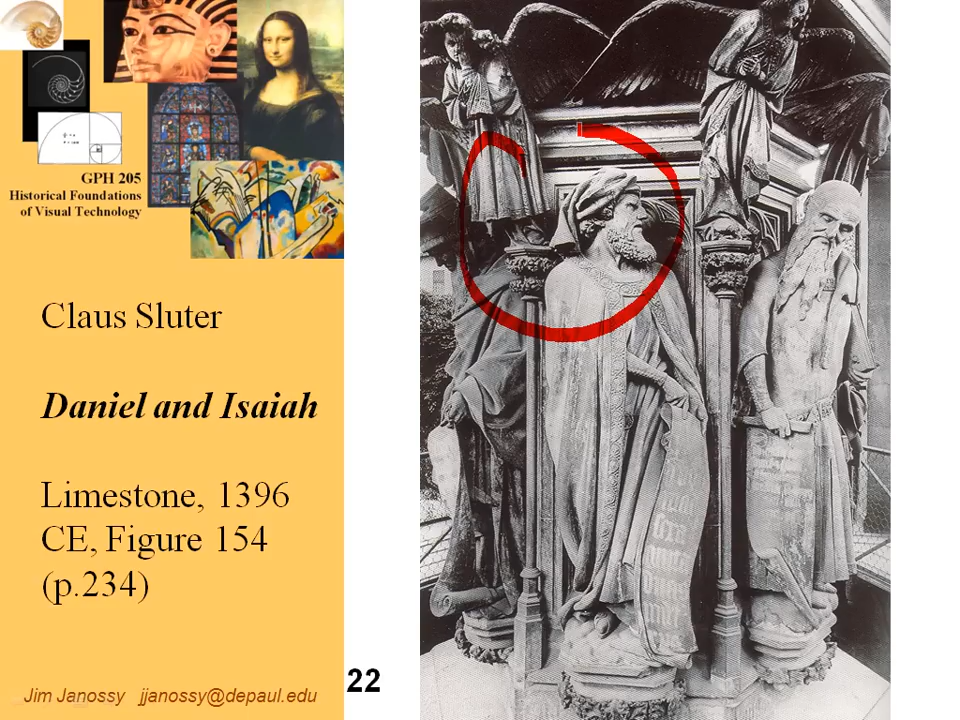 GPH 205
Historical Foundations
of Visual Technology
Claus Sluter
Daniel and Isaiah
Limestone, 1396
CE, Figure 154
(p.234)
Jim Janossy jjanossy@depaul.edu
22